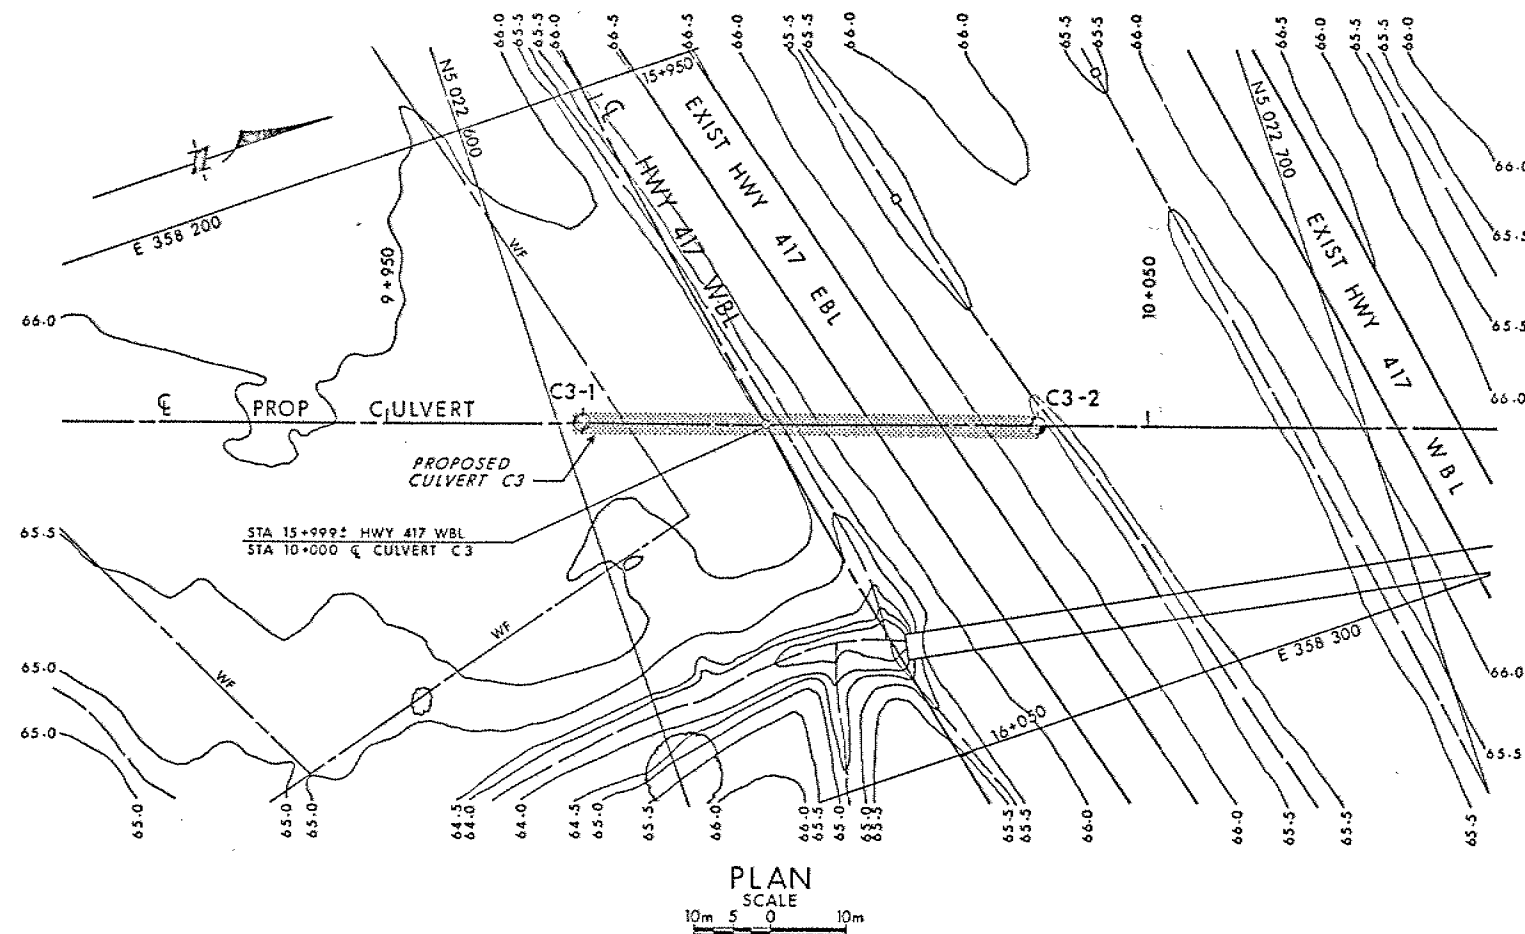 66.0
65.5
65.5
66.0
66.5
66.5
66.0
65.5
65.5
66.0
66.0
65.5
65.5
66.0
66.5
66.0
65.5
65.5
66.0
N5 022 600
15+950
℄
HWY 417 WBL
EXIST HWY 417 EBL
N5 022 700
EXIST HWY 417 WBL
N
E 358 200
9+950
WF
10+050
66.0
65.5
65.5
66.0
66.0
℄ PROP CULVERT
C3-1
C3-2
PROPOSED
CULVERT C3
STA 15+999± HWY 417 WBL
STA 10+000 ℄ CULVERT C3
65.5
WF
WF
E 358 300
16+050
65.0
65.0
66.0
65.5
65.0
65.0
65.0
64.5
64.0
64.0
64.5
65.0
65.5
66.0
66.0
65.5
65.0
65.0
65.5
65.5
65.5
66.0
66.0
65.5
65.5
65.5
PLAN
SCALE
10m 5 0 10m